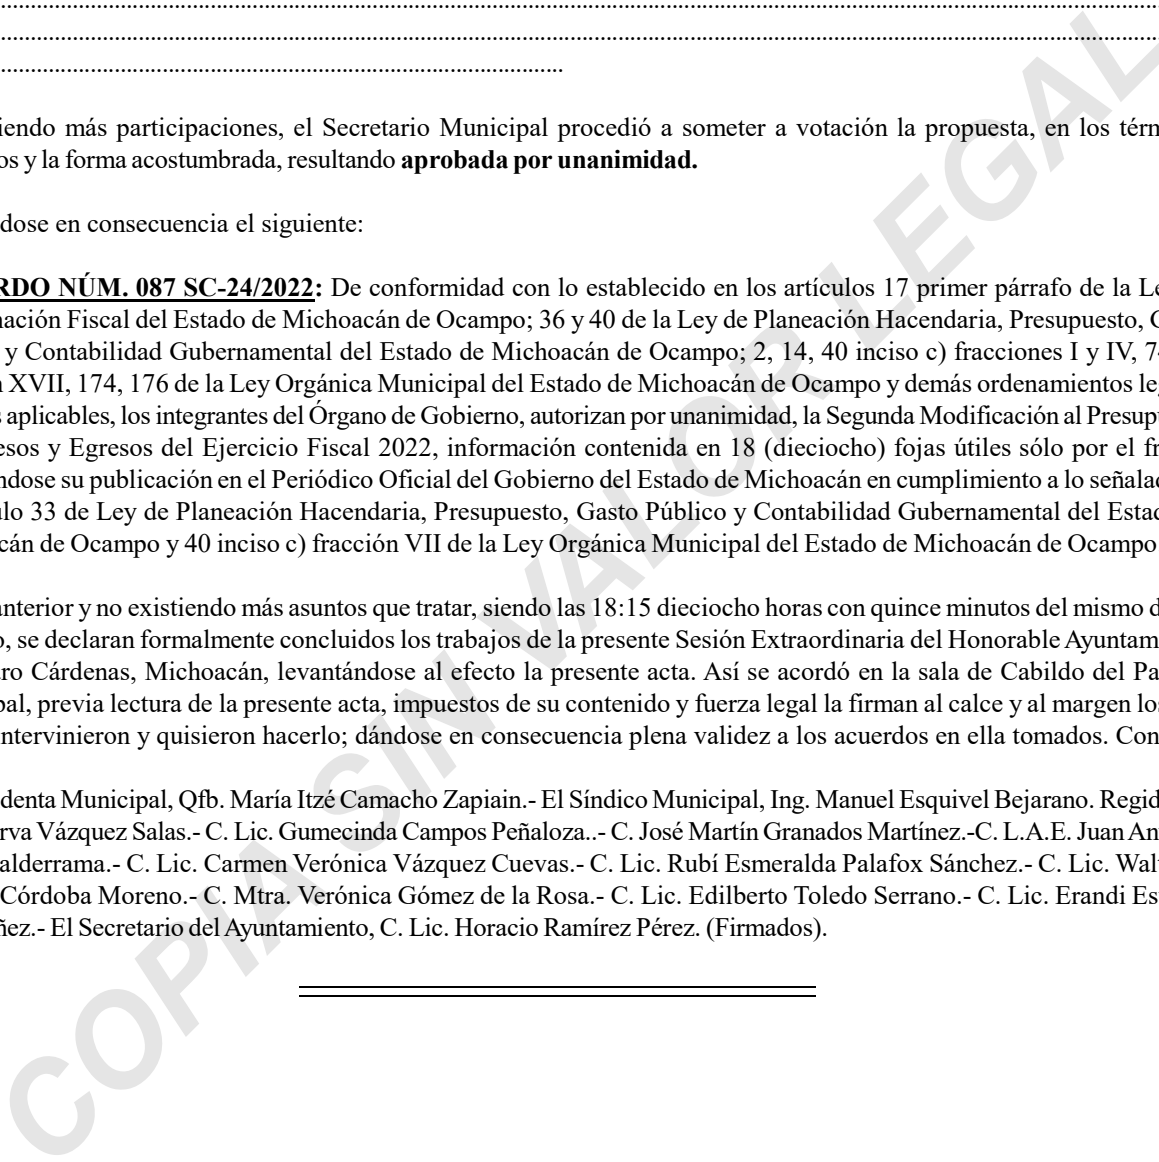 iendo más participaciones, el Secretario Municipal procedió a someter a votación la propuesta, en los térm
os y la forma acostumbrada, resultando aprobada por unanimidad.
dose en consecuencia el siguiente:
RDO NÚM. 087 SC-24/2022: De conformidad con lo establecido en los artículos 17 primer párrafo de la Le
nación Fiscal del Estado de Michoacán de Ocampo; 36 y 40 de la Ley de Planeación Hacendaria, Presupuesto, G
y Contabilidad Gubernamental del Estado de Michoacán de Ocampo; 2, 14, 40 inciso c) fracciones I y IV, 74
n XVII, 174, 176 de la Ley Orgánica Municipal del Estado de Michoacán de Ocampo y demás ordenamientos leg
s aplicables, los integrantes del Órgano de Gobierno, autorizan por unanimidad, la Segunda Modificación al Presup
esos y Egresos del Ejercicio Fiscal 2022, información contenida en 18 (dieciocho) fojas útiles sólo por el fr
ndose su publicación en el Periódico Oficial del Gobierno del Estado de Michoacán en cumplimiento a lo señalad
ulo 33 de Ley de Planeación Hacendaria, Presupuesto, Gasto Público y Contabilidad Gubernamental del Estad
cán de Ocampo y 40 inciso c) fracción VII de la Ley Orgánica Municipal del Estado de Michoacán de Ocampo
anterior y no existiendo más asuntos que tratar, siendo las 18:15 dieciocho horas con quince minutos del mismo d
o, se declaran formalmente concluidos los trabajos de la presente Sesión Extraordinaria del Honorable Ayuntam
ro Cárdenas, Michoacán, levantándose al efecto la presente acta. Así se acordó en la sala de Cabildo del Pa
pal, previa lectura de la presente acta, impuestos de su contenido y fuerza legal la firman al calce y al margen los
intervinieron y quisieron hacerlo; dándose en consecuencia plena validez a los acuerdos en ella tomados. Con
denta Municipal, Qfb. María Itzé Camacho Zapiain.- El Síndico Municipal, Ing. Manuel Esquivel Bejarano. Regid
rva Vázquez Salas.- C. Lic. Gumecinda Campos Peñaloza..- C. José Martín Granados Martínez.-C. L.A.E. Juan An
alderrama.- C. Lic. Carmen Verónica Vázquez Cuevas.- C. Lic. Rubí Esmeralda Palafox Sánchez.- C. Lic. Wal
Córdoba Moreno.- C. Mtra. Verónica Gómez de la Rosa.- C. Lic. Edilberto Toledo Serrano.- C. Lic. Erandi Es
ñez.- El Secretario del Ayuntamiento, C. Lic. Horacio Ramírez Pérez. (Firmados).
COPIA SIN VALOR LEGAL